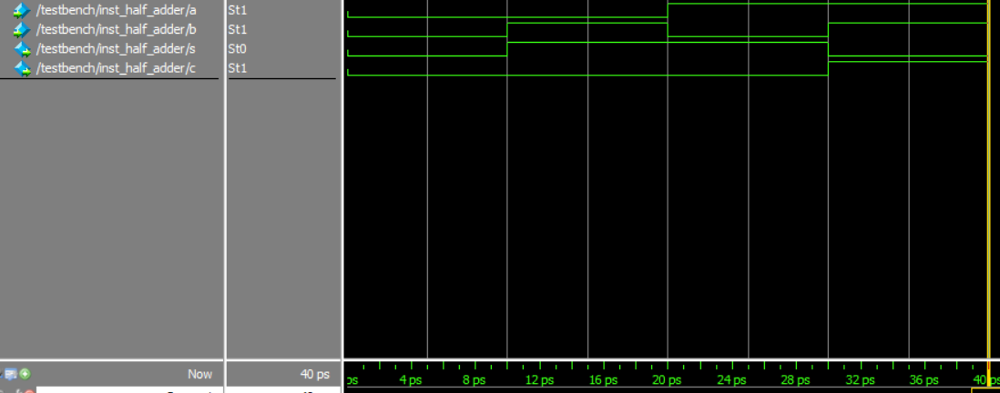 /testbench/inst_half_adder/a St1
/testbench/inst_half_adder/b St1
/testbench/inst_half_adder/s St0
/testbench/inst_half_adder/c St1
Now 40 ps ps 4 ps 8 ps 12 ps 16 ps 20 ps 24 ps 28 ps 32 ps 36 ps 40 ps